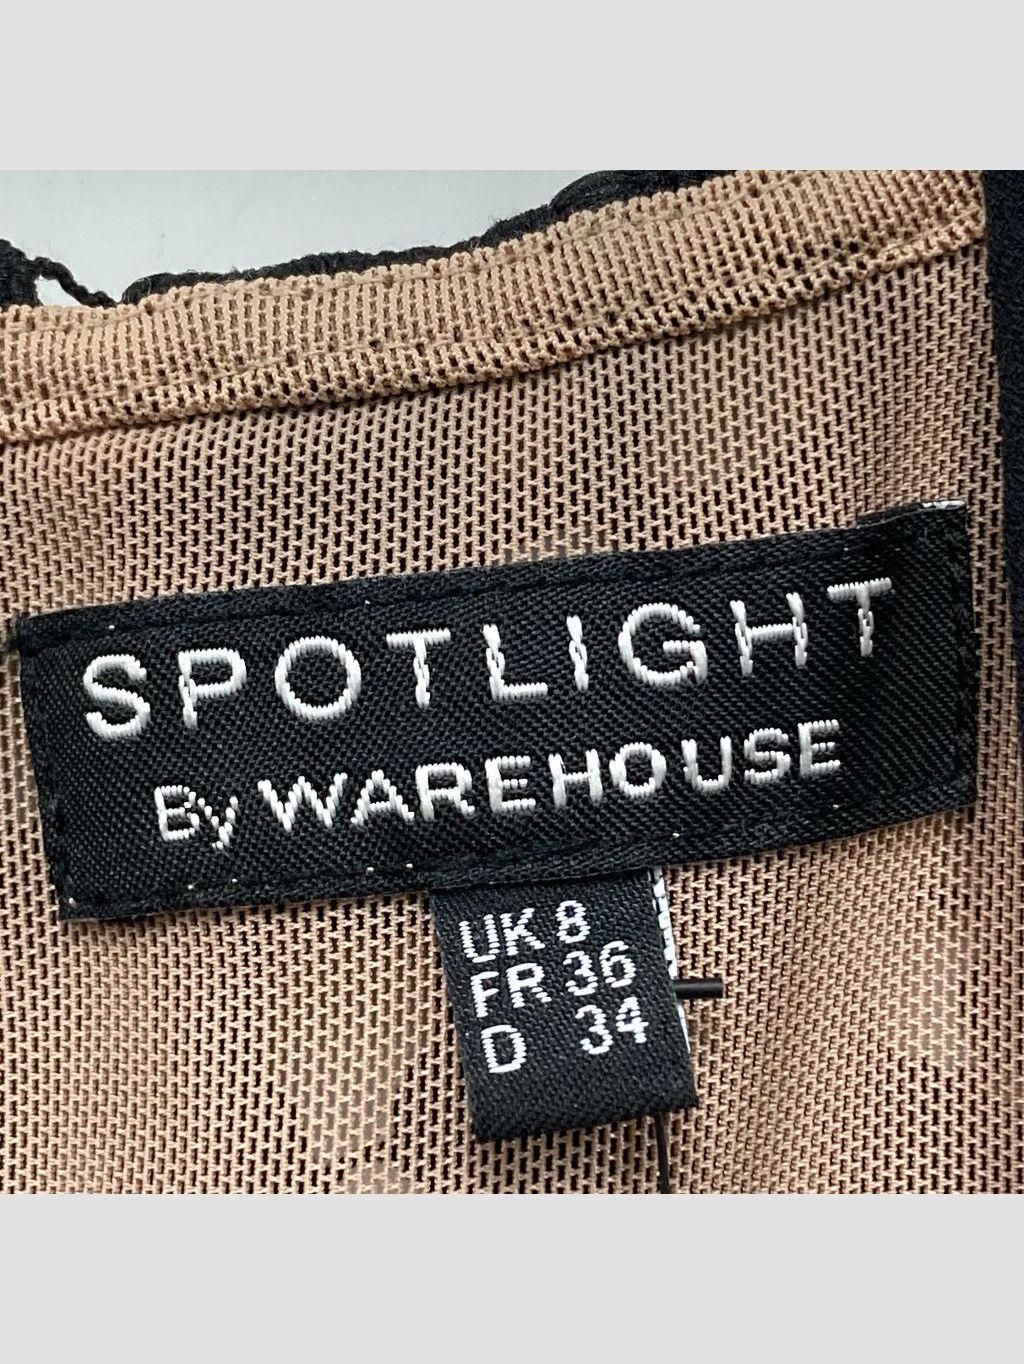 SPOTLIGHT
By WAREHOUSE
UK 8
FR 36
D 34